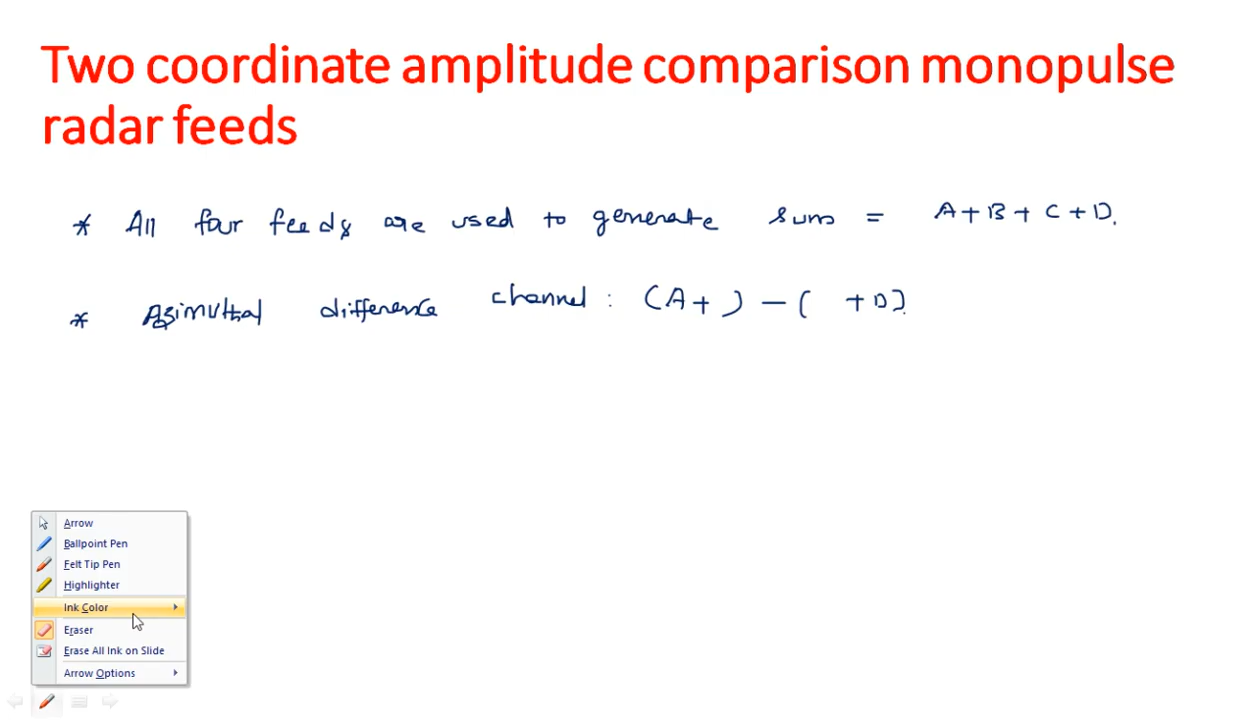 Two coordinate amplitude comparison monopulse
radar feeds
* All four feeds are used to generate sum = A+B+C+D.
* Azimuthal difference channel : (A+ ) - ( +D)
Arrow
Ballpoint Pen
Felt Tip Pen
Highlighter
Ink Color
Eraser
Erase All Ink on Slide
Arrow Options